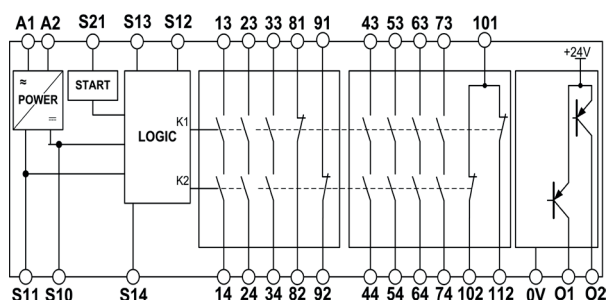 A1 A2 S21 S13 S12 13 23 33 81 91 43 53 63 73 101
+24V
≈
POWER
=
START
LOGIC
K1
K2
S11 S10 S14 14 24 34 82 92 44 54 64 74 102 112 0V O1 O2